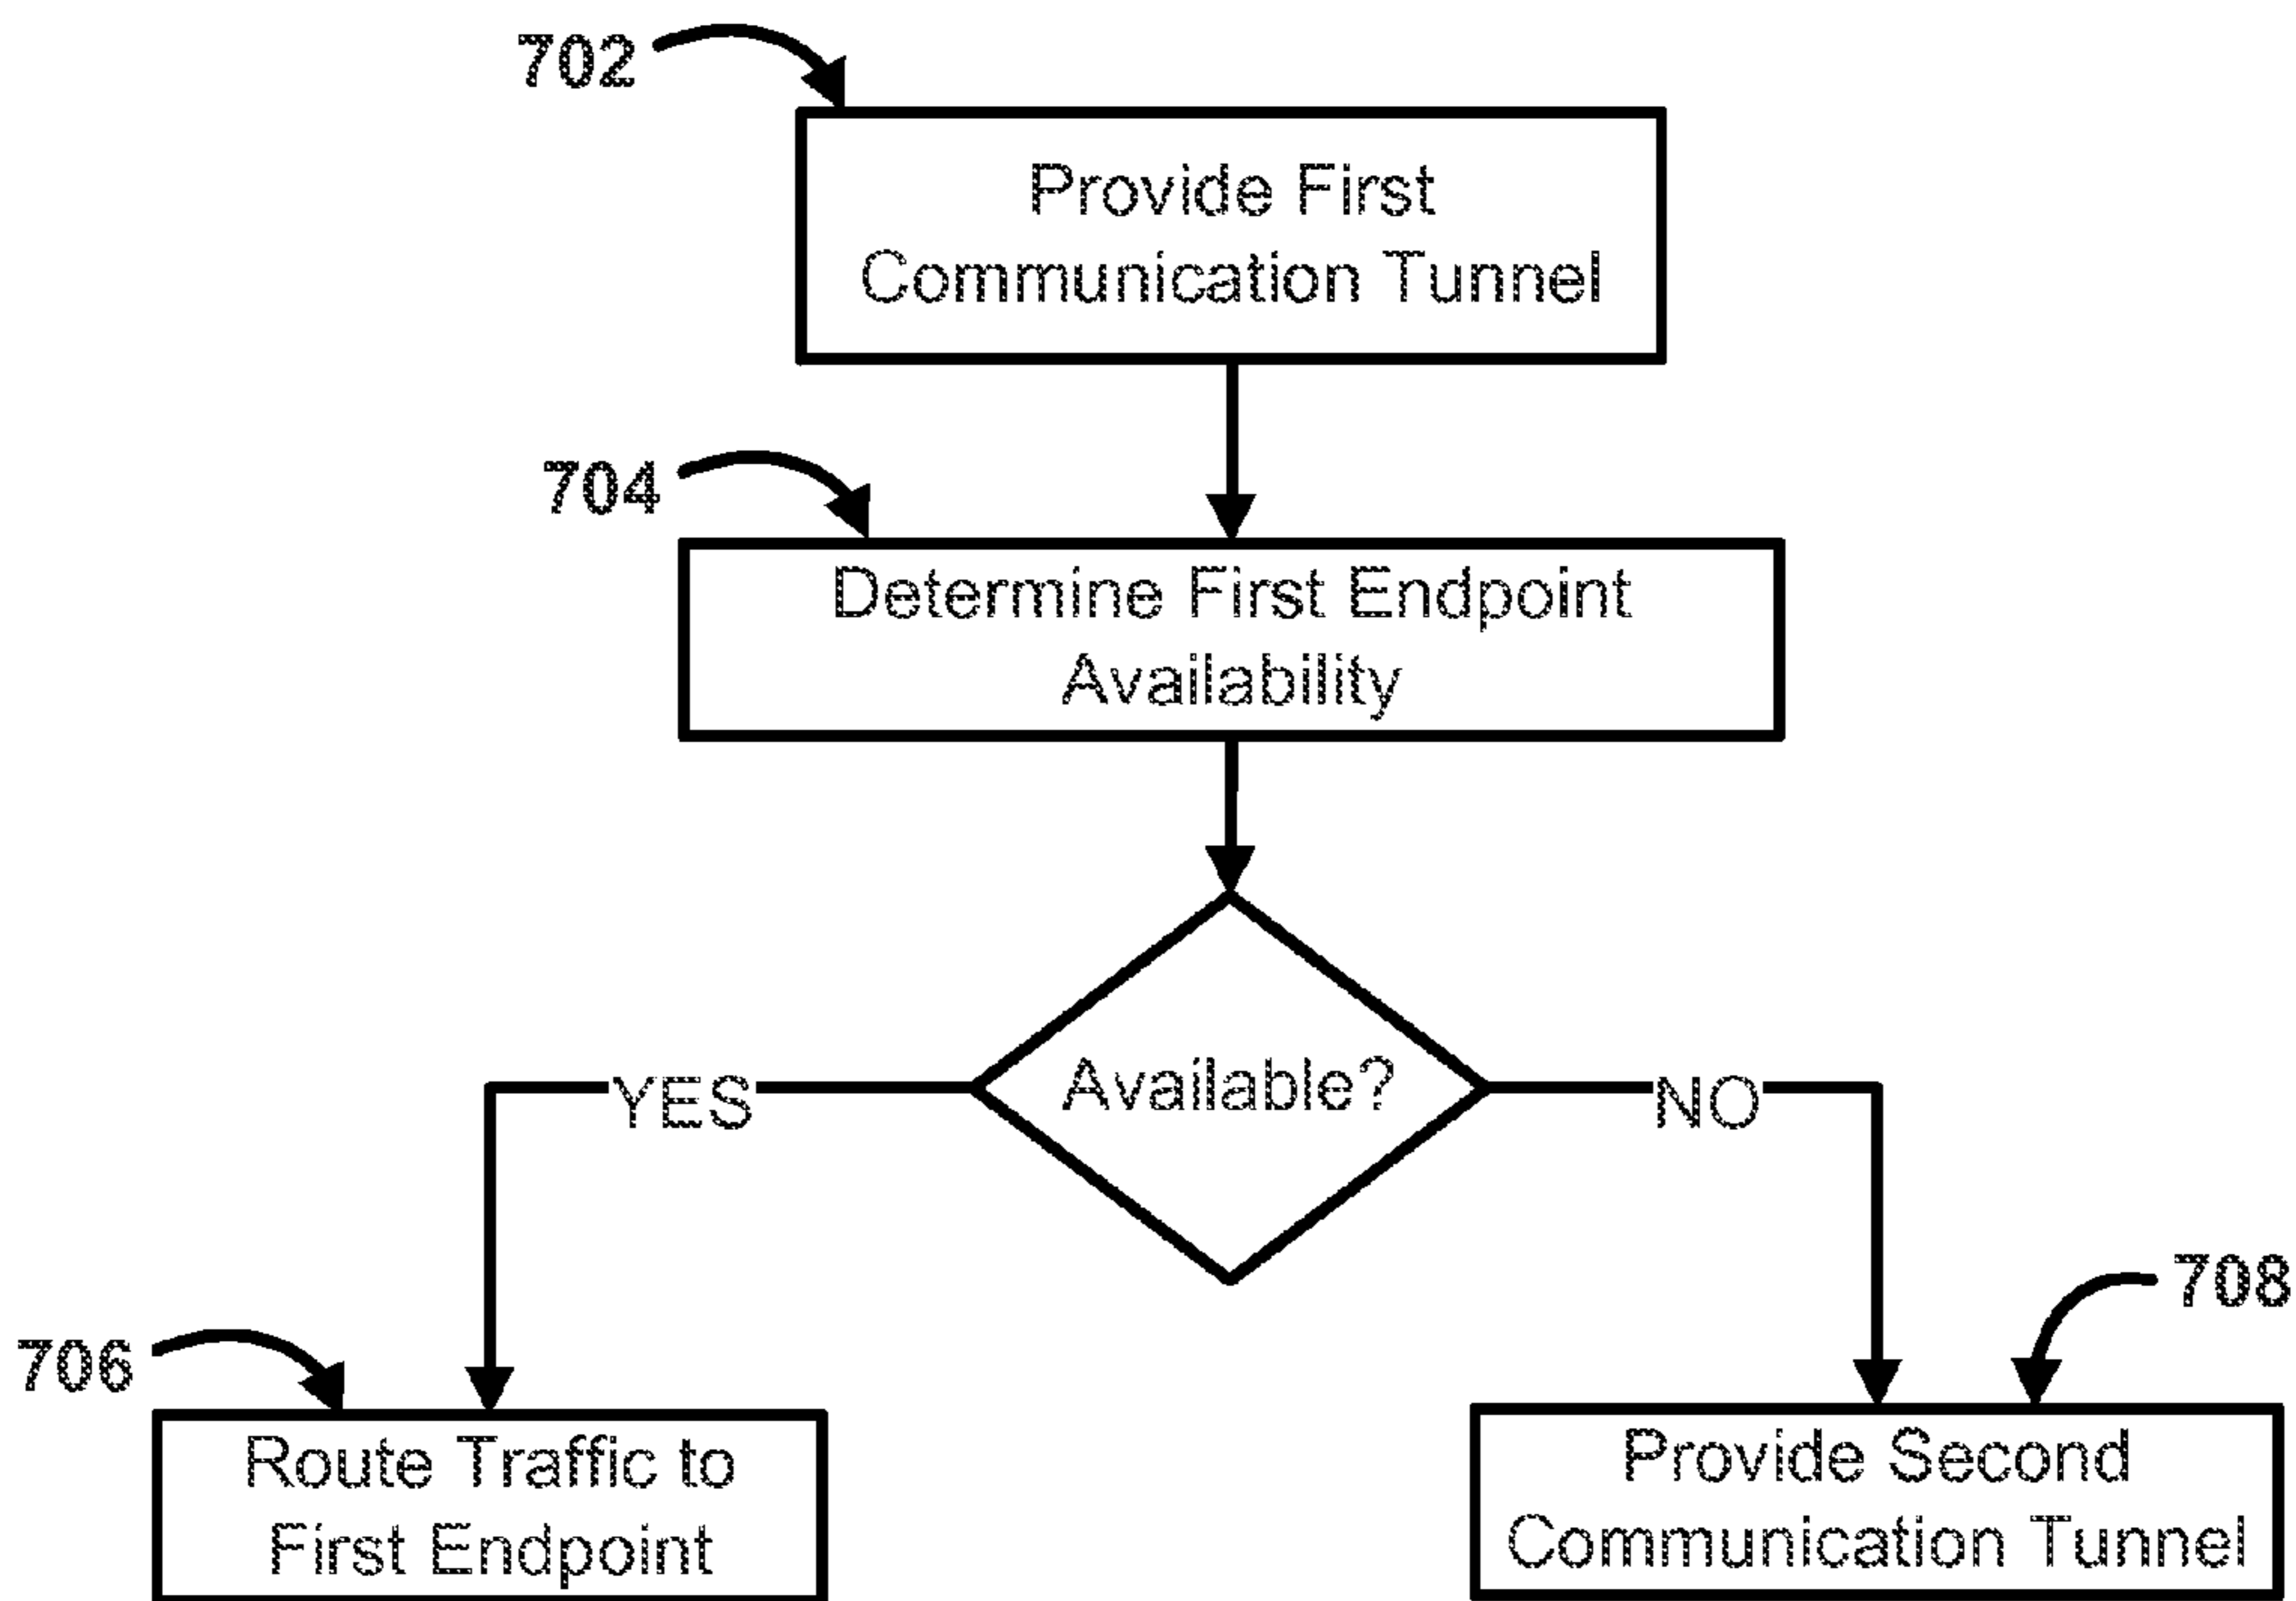 702
Provide First
Communication Tunnel
704
Determine First Endpoint
Availability
Available?
YES
NO
708
706
Route Traffic to
First Endpoint
Provide Second
Communication Tunnel